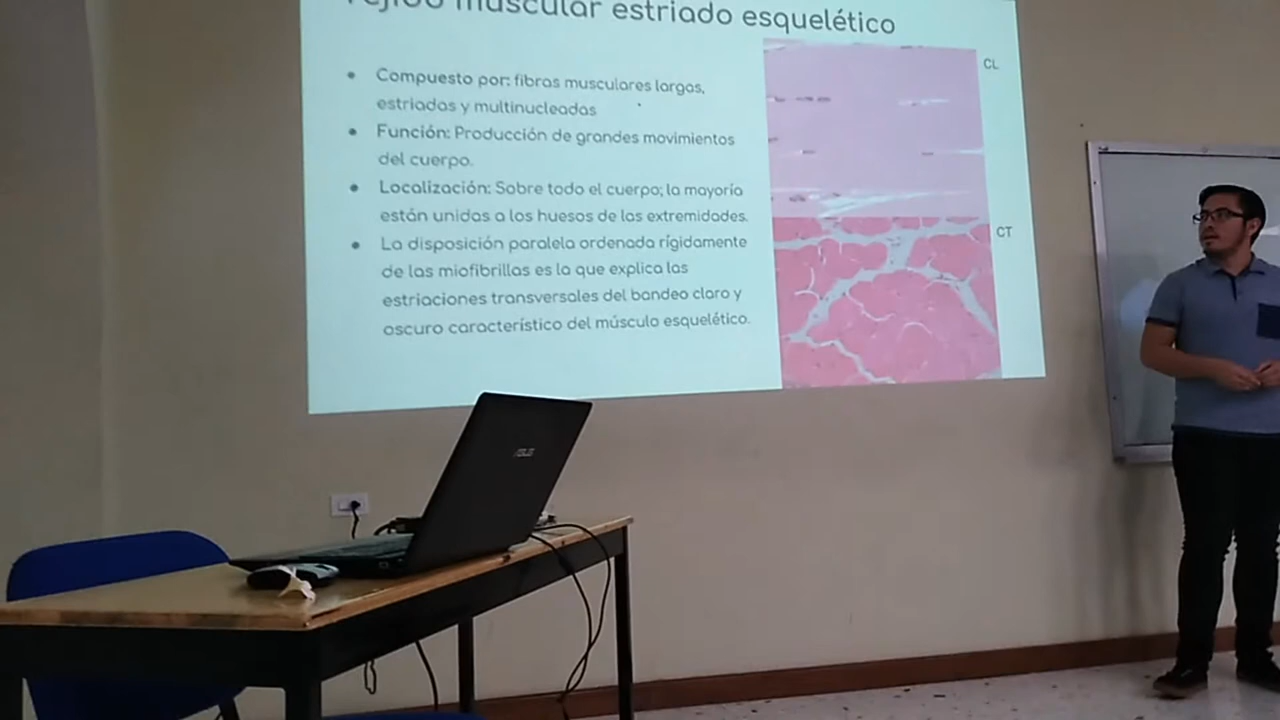 Tejido muscular estriado esquelético
• Compuesto por: fibras musculares largas,
estriadas y multinucleadas
• Función: Producción de grandes movimientos
del cuerpo.
• Localización: Sobre todo el cuerpo; la mayoría
están unidas a los huesos de las extremidades.
• La disposición paralela ordenada rígidamente
de las miofibrillas es la que explica las
estriaciones transversales del bandeo claro y
oscuro característico del músculo esquelético.
CL
CT
ASUS